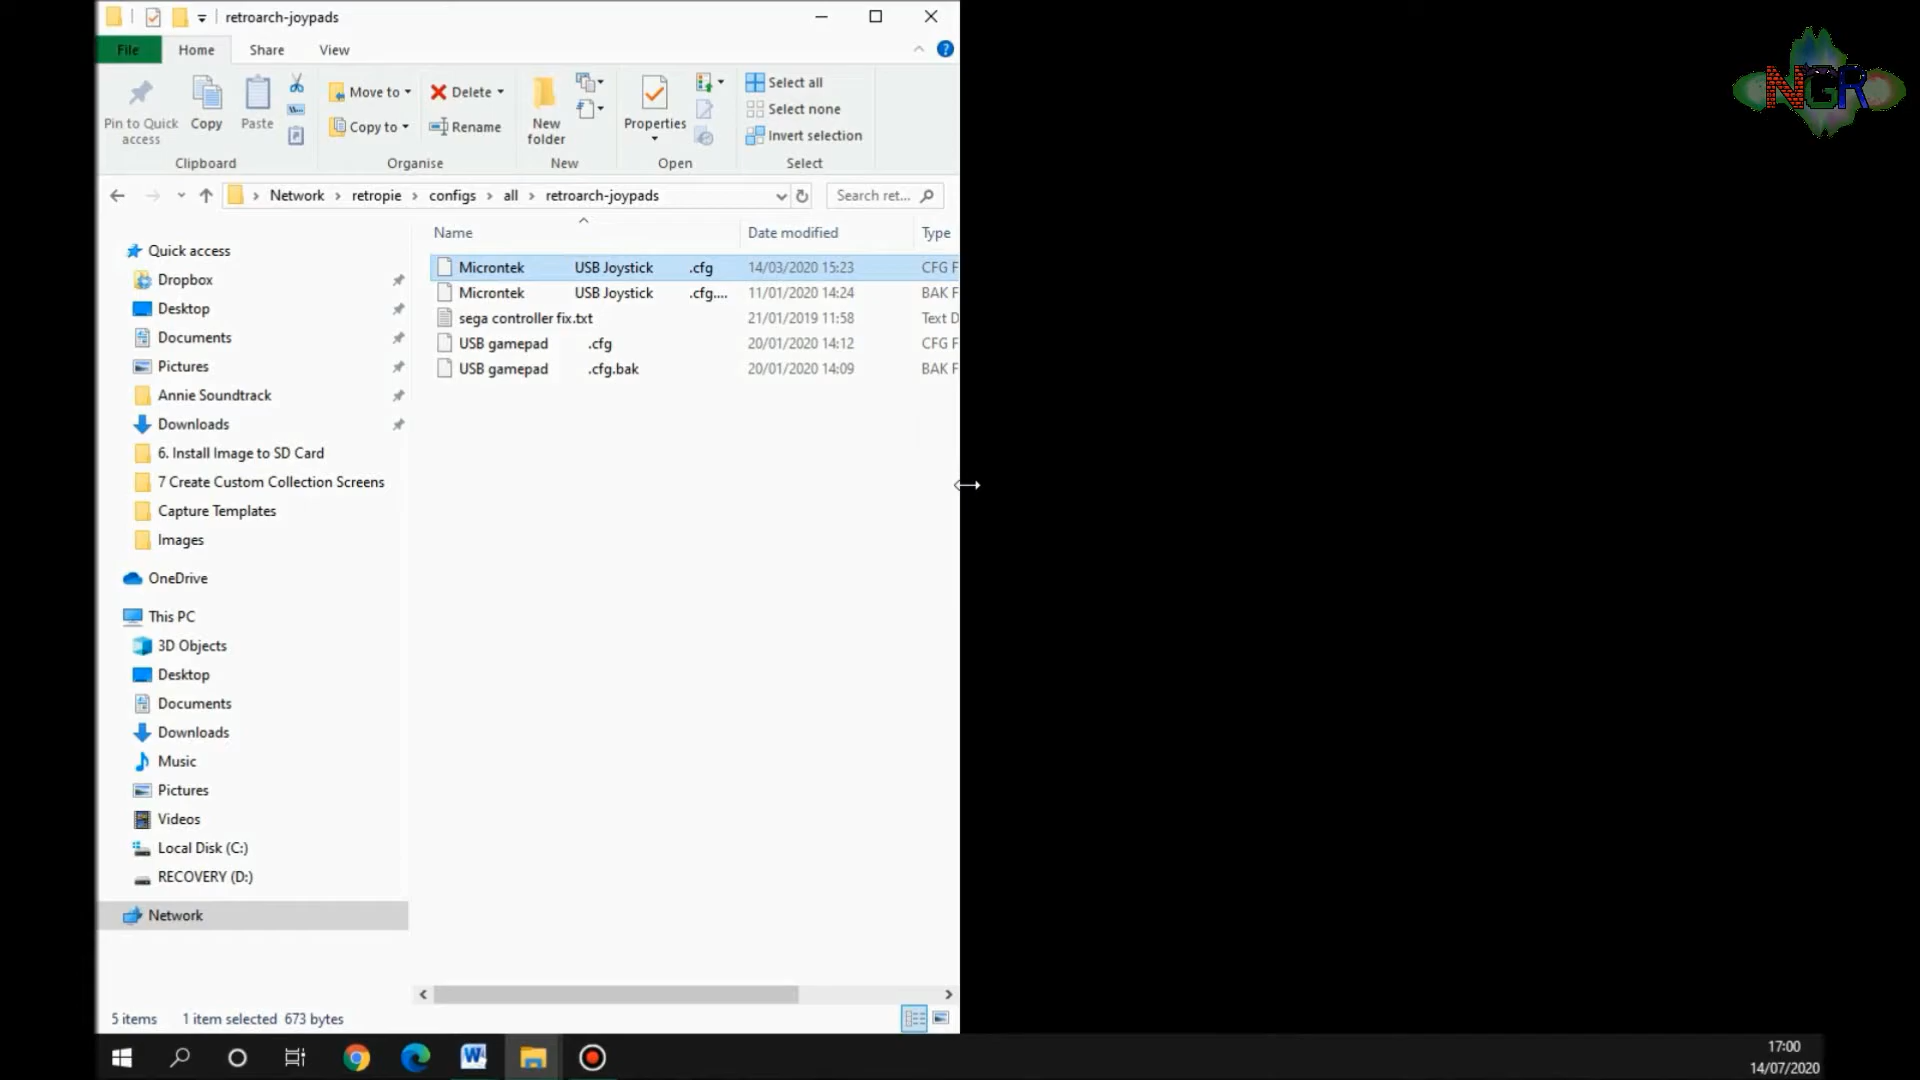 retroarch-joypads
File Home Share View
Pin to Quick access
Copy
Paste
Clipboard
Move to
Copy to
Delete
Rename
Organise
New folder
New
Properties
Open
Select all
Select none
Invert selection
Select
Network retropie configs all retroarch-joypads
Search ret...
Name Date modified Type
Microntek USB Joystick .cfg 14/03/2020 15:23 CFG F
Microntek USB Joystick .cfg.... 11/01/2020 14:24 BAK F
sega controller fix.txt 21/01/2019 11:58 Text D
USB gamepad .cfg 20/01/2020 14:12 CFG F
USB gamepad .cfg.bak 20/01/2020 14:09 BAK F
Quick access
Dropbox
Desktop
Documents
Pictures
Annie Soundtrack
Downloads
6. Install Image to SD Card
7 Create Custom Collection Screens
Capture Templates
Images
OneDrive
This PC
3D Objects
Desktop
Documents
Downloads
Music
Pictures
Videos
Local Disk (C:)
RECOVERY (D:)
Network
5 items 1 item selected 673 bytes
17:00
14/07/2020
NGR